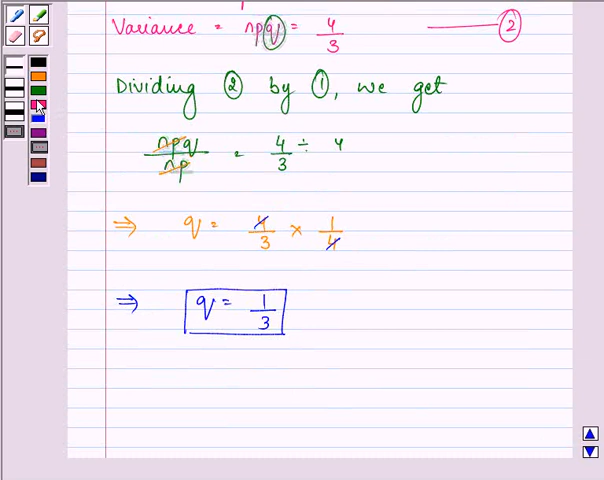 Variance = npq = 4/3 ——— ②
Dividing ② by ①, we get
npq/np = 4/3 ÷ 4
⇒ q = 4/3 × 1/4
⇒ q = 1/3